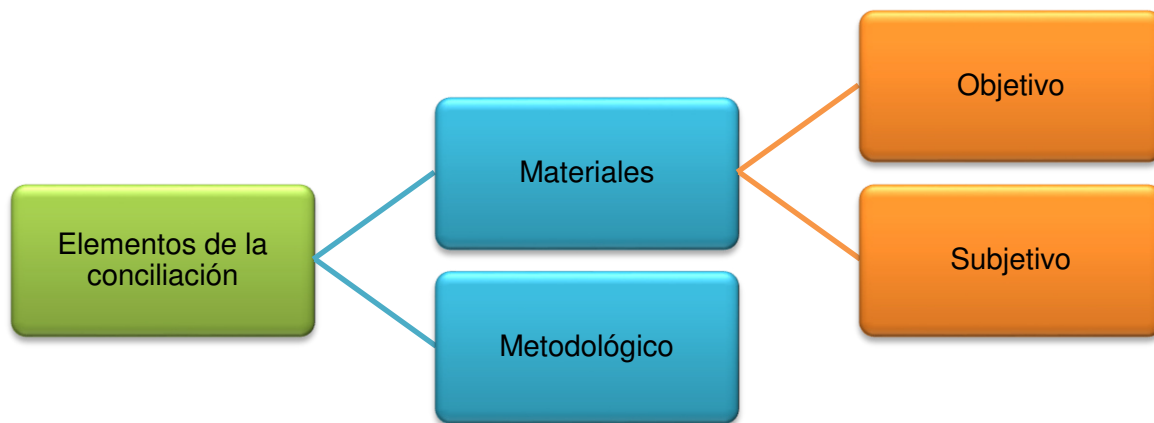 Elementos de la
conciliación
Materiales
Metodológico
Objetivo
Subjetivo